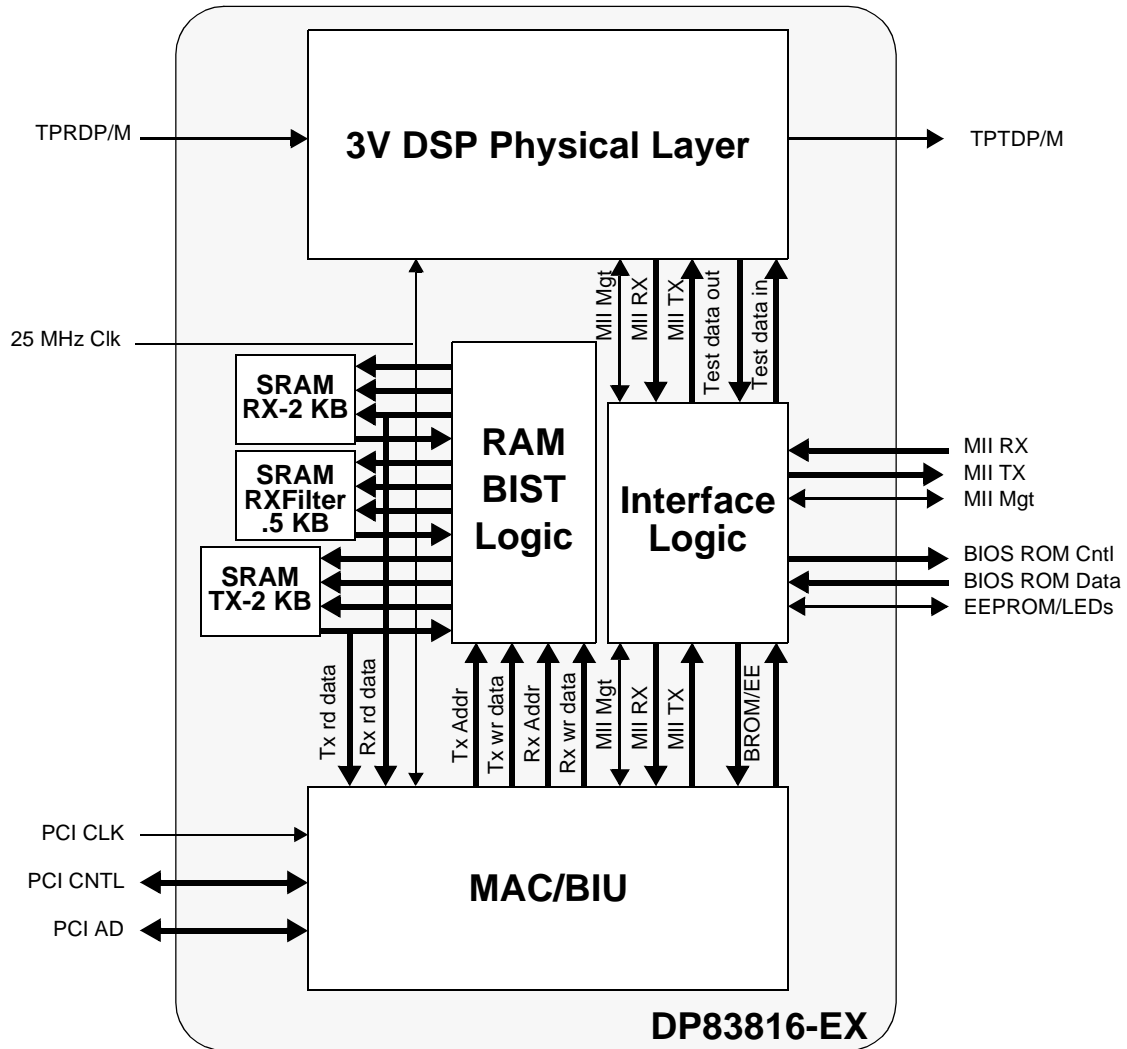 3V DSP Physical Layer
TPRDP/M
TPTDP/M
MII Mgt
MII RX
MII TX
Test data out
Test data in
25 MHz Clk
SRAM
RX-2 KB
SRAM
RXFilter
.5 KB
SRAM
TX-2 KB
RAM
BIST
Logic
Interface
Logic
MII RX
MII TX
MII Mgt
BIOS ROM Cntl
BIOS ROM Data
EEPROM/LEDs
Tx rd data
Rx rd data
Tx Addr
Tx wr data
Rx Addr
Rx wr data
MII Mgt
MII RX
MII TX
BROM/EE
PCI CLK
PCI CNTL
PCI AD
MAC/BIU
DP83816-EX